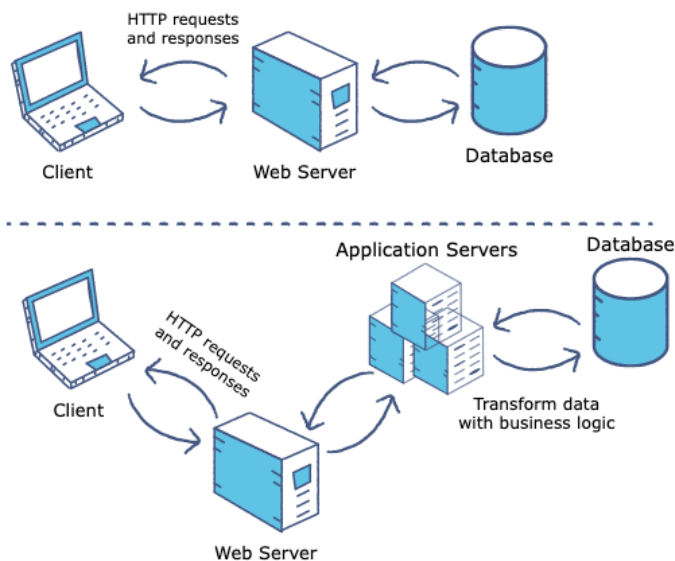 HTTP requests
and responses
Client
Web Server
Database
Application Servers
Database
HTTP requests
and responses
Client
Transform data
with business logic
Web Server